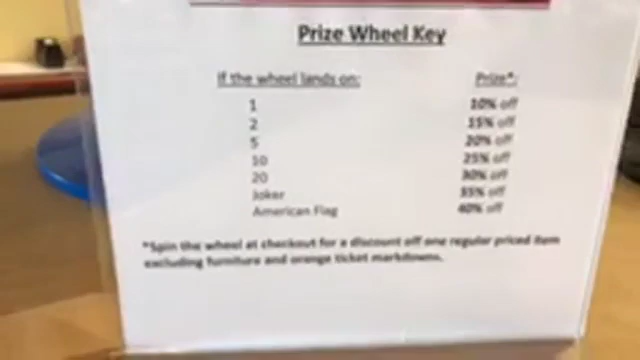 Prize Wheel Key
If the wheel lands on: Prize*:
1 10% off
2 15% off
5 20% off
10 25% off
20 30% off
Joker 35% off
American Flag 40% off
*Spin the wheel at checkout for a discount off one regular priced item
excluding furniture and orange ticket markdowns.